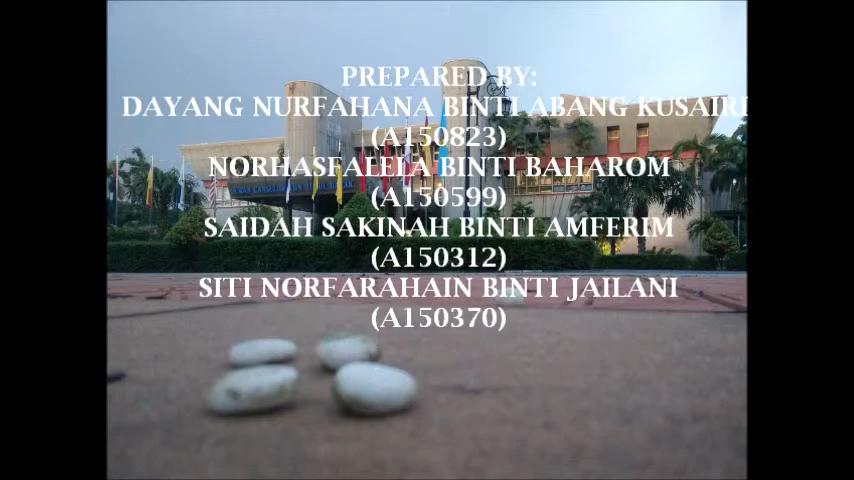 PREPARED BY:
DAYANG NURFAHANA BINTI ABANG KUSAIRI
(A150823)
NORHASFALELA BINTI BAHAROM
(A150599)
SAIDAH SAKINAH BINTI AMFERIM
(A150312)
SITI NORFARAHAIN BINTI JAILANI
(A150370)